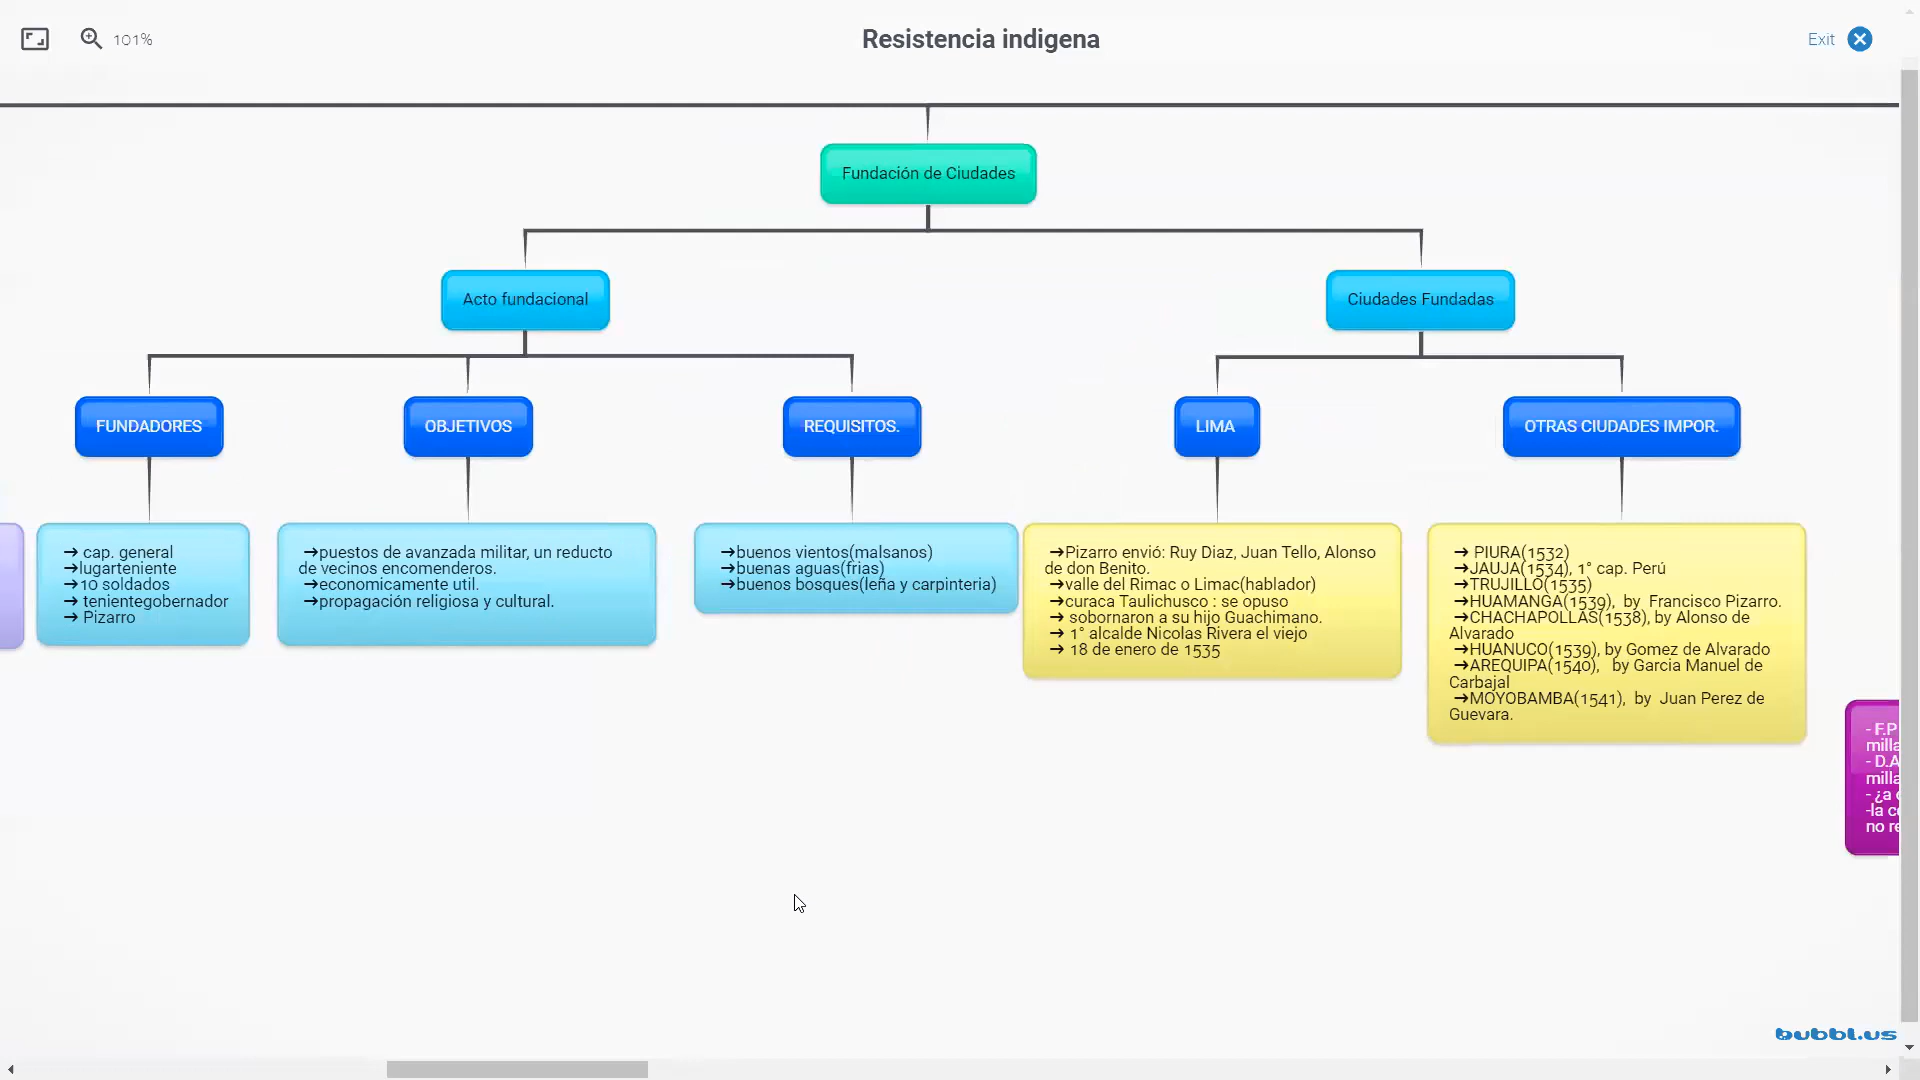 101%
Resistencia indigena
Exit
Fundación de Ciudades
Acto fundacional
Ciudades Fundadas
FUNDADORES
OBJETIVOS
REQUISITOS.
LIMA
OTRAS CIUDADES IMPOR.
→ cap. general
→lugarteniente
→10 soldados
→ tenientegobernador
→ Pizarro
→puestos de avanzada militar, un reducto
de vecinos encomenderos.
→economicamente util.
→propagación religiosa y cultural.
→buenos vientos(malsanos)
→buenas aguas(frias)
→buenos bosques(leña y carpinteria)
→Pizarro envió: Ruy Diaz, Juan Tello, Alonso
de don Benito.
→valle del Rimac o Limac(hablador)
→curaca Taulichusco : se opuso
→ sobornaron a su hijo Guachimano.
→ 1° alcalde Nicolas Rivera el viejo
→ 18 de enero de 1535
→ PIURA(1532)
→JAUJA(1534), 1° cap. Perú
→TRUJILLO(1535)
→HUAMANGA(1539), by Francisco Pizarro.
→CHACHAPOLLAS(1538), by Alonso de
Alvarado
→HUANUCO(1539), by Gomez de Alvarado
→AREQUIPA(1540), by Garcia Manuel de
Carbajal
→MOYOBAMBA(1541), by Juan Perez de
Guevara.
- F.P
milla
- D.A
milla
- ¿a
-la c
no re
bubbl.us